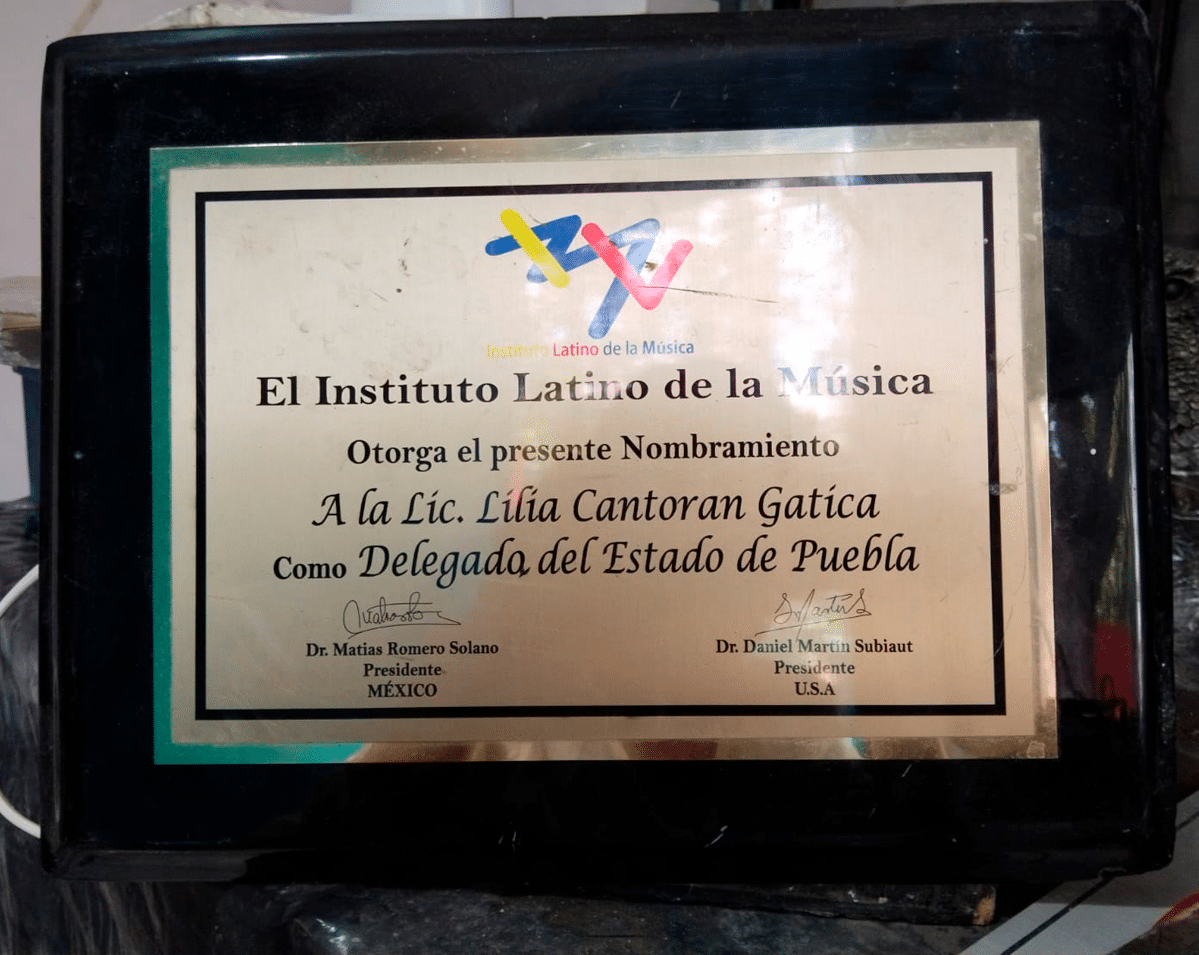 Instituto Latino de la Música
El Instituto Latino de la Música
Otorga el presente Nombramiento
A la Lic. Lilia Cantoran Gatica
Como Delegado del Estado de Puebla
Dr. Matias Romero Solano
Presidente
MÉXICO
Dr. Daniel Martín Subiaut
Presidente
U.S.A